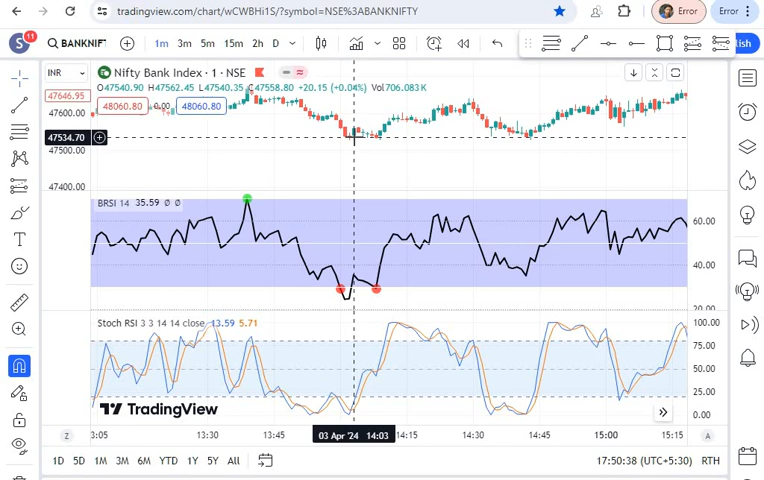 tradingview.com/chart/wCWBHi1S/?symbol=NSE%3ABANKNIFTY
Error
Error
S
11
BANKNIFT
1m 3m 5m 15m 2h D
lish
INR
Nifty Bank Index · 1 · NSE
O47540.90 H47562.45 L47540.35 C47558.80 +20.15 (+0.04%) Vol706.083K
47646.95
48060.80
0.00
48060.80
47600.00
47534.70
47500.00
47400.00
BRSI 14 35.59 ∅ ∅
60.00
40.00
20.00
Stoch RSI 3 3 14 14 close 13.59 5.71
100.00
75.00
50.00
25.00
0.00
TradingView
Z
3:05
13:30
13:45
03 Apr '24 14:03
14:15
14:30
14:45
15:00
15:15
A
1D 5D 1M 3M 6M YTD 1Y 5Y All
17:50:38 (UTC+5:30) RTH